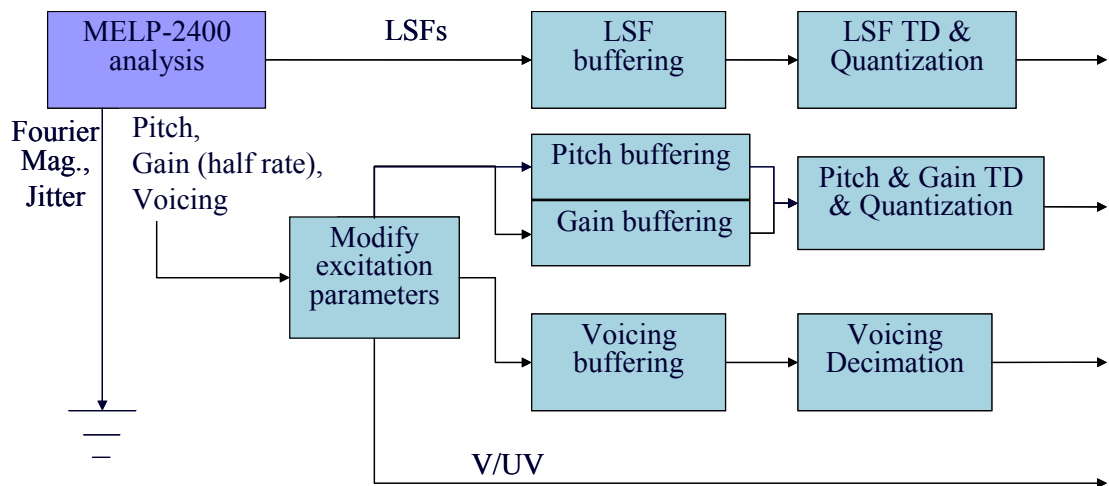 MELP-2400
analysis
LSFs
LSF
buffering
LSF TD &
Quantization
Fourier
Mag.,
Jitter
Pitch,
Gain (half rate),
Voicing
Pitch buffering
Gain buffering
Pitch & Gain TD
& Quantization
Modify
excitation
parameters
Voicing
buffering
Voicing
Decimation
V/UV